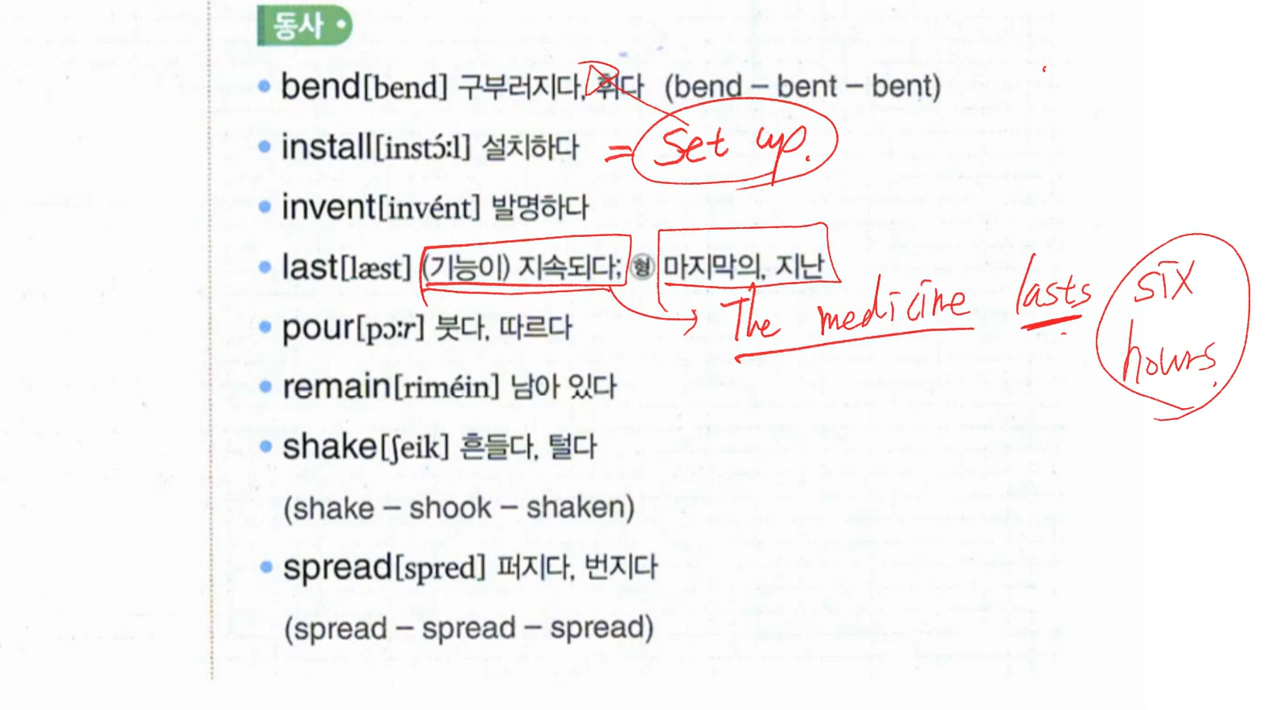 동사
bend[bend] 구부러지다, 휘다 (bend – bent – bent)
install[instɔ́ːl] 설치하다 = Set up.
invent[invént] 발명하다
last[læst] (기능이) 지속되다; 형 마지막의, 지난
The medicine lasts six hours.
pour[pɔːr] 붓다, 따르다
remain[riméin] 남아 있다
shake[ʃeik] 흔들다, 털다
(shake – shook – shaken)
spread[spred] 퍼지다, 번지다
(spread – spread – spread)